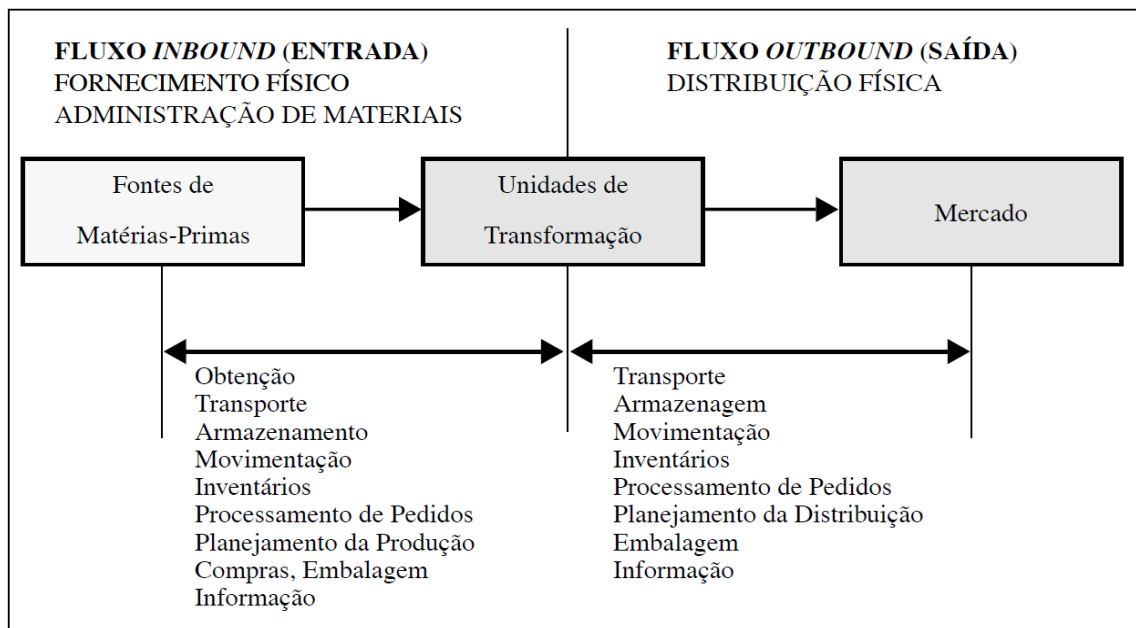 FLUXO INBOUND (ENTRADA)
FORNECIMENTO FÍSICO
ADMINISTRAÇÃO DE MATERIAIS
FLUXO OUTBOUND (SAÍDA)
DISTRIBUIÇÃO FÍSICA
Fontes de
Matérias-Primas
Unidades de
Transformação
Mercado
Obtenção
Transporte
Armazenamento
Movimentação
Inventários
Processamento de Pedidos
Planejamento da Produção
Compras, Embalagem
Informação
Transporte
Armazenagem
Movimentação
Inventários
Processamento de Pedidos
Planejamento da Distribuição
Embalagem
Informação